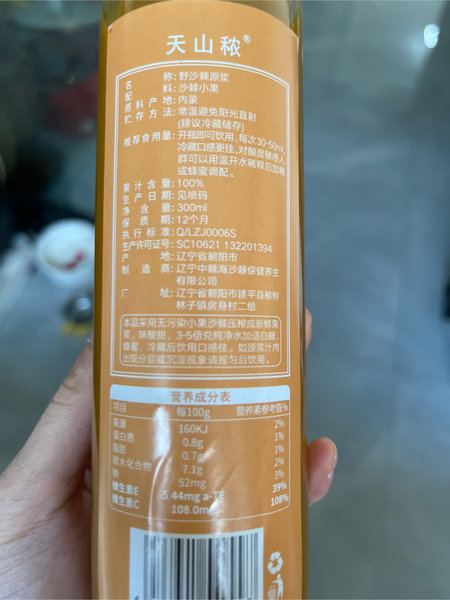 天山秾®
名 称：野沙棘原浆
配 料：沙棘小果
原料产地：内蒙
贮存方法：常温避免阳光直射
(建议冷藏储存)
推荐食用量：开瓶即可饮用，每次30-50ml，
冷藏口感更佳，对酸度敏感人
群可以用温开水稀释后加糖
或蜂蜜调配。
果汁含量：100%
生产日期：见喷码
净含量：300ml
保质期：12个月
执行标准：Q/LZJ0006S
生产许可证号：SC10621 132201394
产地：辽宁省朝阳市
制造商：辽宁中棘海沙棘保健养生
有限公司
厂址：辽宁省朝阳市建平县榆树
林子镇房身村二组
本品采用无污染小果沙棘压榨成新鲜果
浆，味酸甜，3-5倍兑纯净水加适白糖、
蜂蜜，冷藏后饮用口感佳。如原浆汁肉
出现分层或沉淀现象请摇匀后饮用。
营养成分表
项目 每100g 营养素参考值%
能量 160KJ 2%
蛋白质 0.8g 1%
脂肪 0.7g 1%
碳水化合物 7.1g 2%
钠 52mg 3%
维生素E 5.44mg a-TE 39%
维生素C 108.0mg 108%